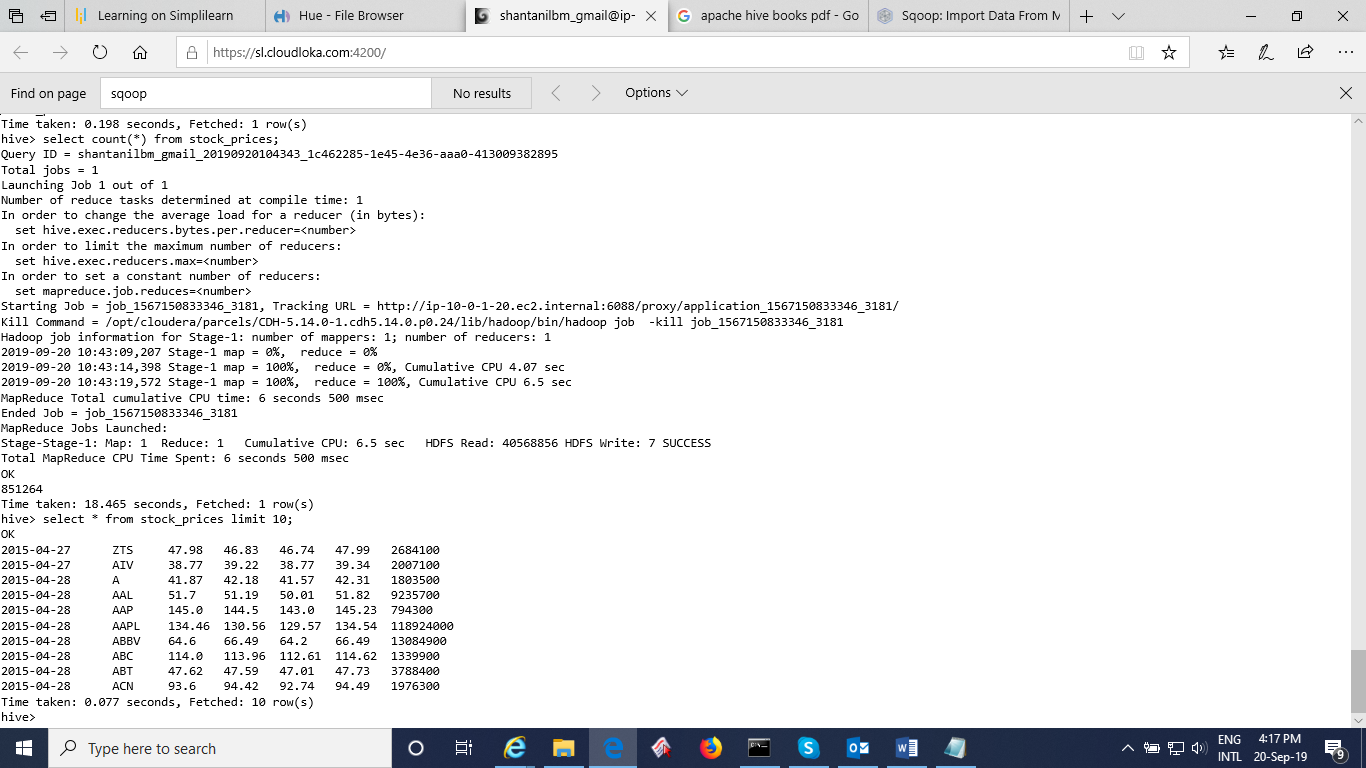 Learning on Simplilearn
Hue - File Browser
shantanilbm_gmail@ip-
apache hive books pdf - Go
Sqoop: Import Data From M
https://sl.cloudloka.com:4200/
Find on page
sqoop
No results
Options
Time taken: 0.198 seconds, Fetched: 1 row(s)
hive> select count(*) from stock_prices;
Query ID = shantanilbm_gmail_20190920104343_1c462285-1e45-4e36-aaa0-413009382895
Total jobs = 1
Launching Job 1 out of 1
Number of reduce tasks determined at compile time: 1
In order to change the average load for a reducer (in bytes):
  set hive.exec.reducers.bytes.per.reducer=<number>
In order to limit the maximum number of reducers:
  set hive.exec.reducers.max=<number>
In order to set a constant number of reducers:
  set mapreduce.job.reduces=<number>
Starting Job = job_1567150833346_3181, Tracking URL = http://ip-10-0-1-20.ec2.internal:6088/proxy/application_1567150833346_3181/
Kill Command = /opt/cloudera/parcels/CDH-5.14.0-1.cdh5.14.0.p0.24/lib/hadoop/bin/hadoop job  -kill job_1567150833346_3181
Hadoop job information for Stage-1: number of mappers: 1; number of reducers: 1
2019-09-20 10:43:09,207 Stage-1 map = 0%,  reduce = 0%
2019-09-20 10:43:14,398 Stage-1 map = 100%,  reduce = 0%, Cumulative CPU 4.07 sec
2019-09-20 10:43:19,572 Stage-1 map = 100%,  reduce = 100%, Cumulative CPU 6.5 sec
MapReduce Total cumulative CPU time: 6 seconds 500 msec
Ended Job = job_1567150833346_3181
MapReduce Jobs Launched:
Stage-Stage-1: Map: 1  Reduce: 1   Cumulative CPU: 6.5 sec   HDFS Read: 40568856 HDFS Write: 7 SUCCESS
Total MapReduce CPU Time Spent: 6 seconds 500 msec
OK
851264
Time taken: 18.465 seconds, Fetched: 1 row(s)
hive> select * from stock_prices limit 10;
OK
2015-04-27      ZTS     47.98   46.83   46.74   47.99   2684100
2015-04-27      AIV     38.77   39.22   38.77   39.34   2007100
2015-04-28      A       41.87   42.18   41.57   42.31   1803500
2015-04-28      AAL     51.7    51.19   50.01   51.82   9235700
2015-04-28      AAP     145.0   144.5   143.0   145.23  794300
2015-04-28      AAPL    134.46  130.56  129.57  134.54  118924000
2015-04-28      ABBV    64.6    66.49   64.2    66.49   13084900
2015-04-28      ABC     114.0   113.96  112.61  114.62  1339900
2015-04-28      ABT     47.62   47.59   47.01   47.73   3788400
2015-04-28      ACN     93.6    94.42   92.74   94.49   1976300
Time taken: 0.077 seconds, Fetched: 10 row(s)
hive>
Type here to search
ENG
INTL
4:17 PM
20-Sep-19
9